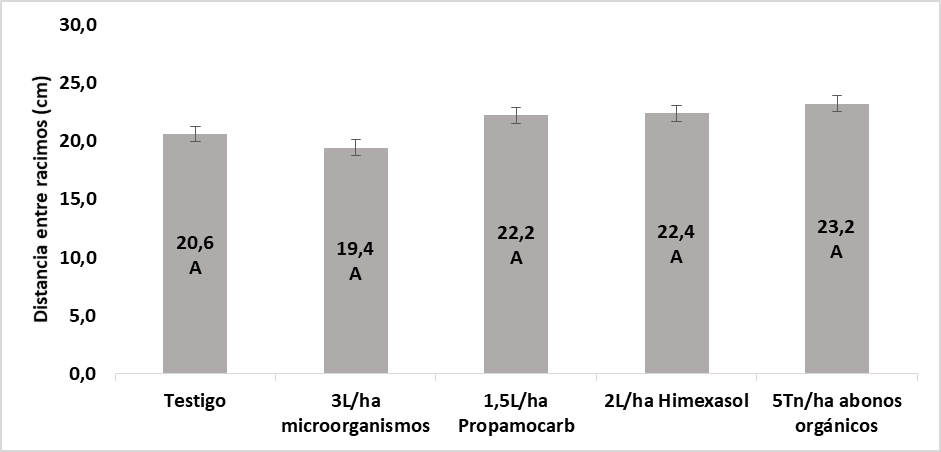 Distancia entre racimos (cm)
30,0
25,0
20,0
15,0
10,0
5,0
0,0
20,6
A
19,4
A
22,2
A
22,4
A
23,2
A
Testigo
3L/ha
microorganismos
1,5L/ha
Propamocarb
2L/ha Himexasol
5Tn/ha abonos
orgánicos